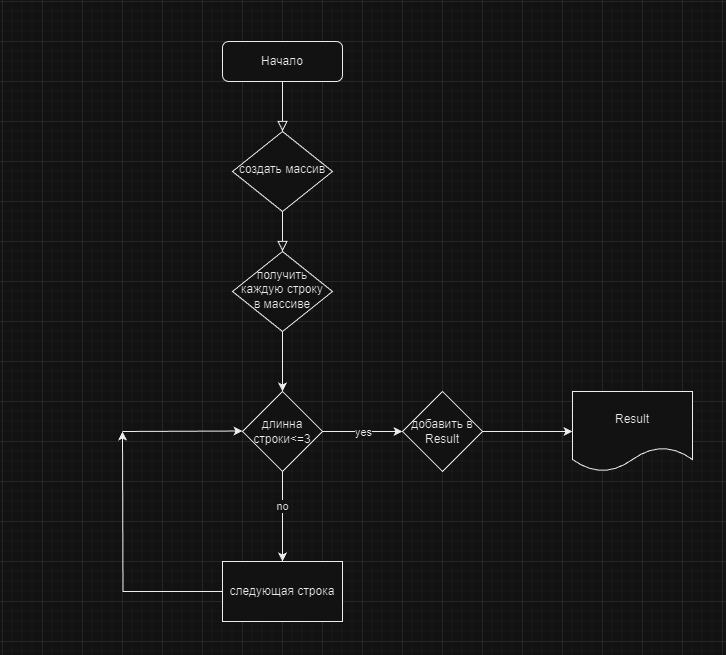 Начало
создать массив
получить
каждую строку
в массиве
длинна
строки<=3
yes
добавить в
Result
Result
no
следующая строка